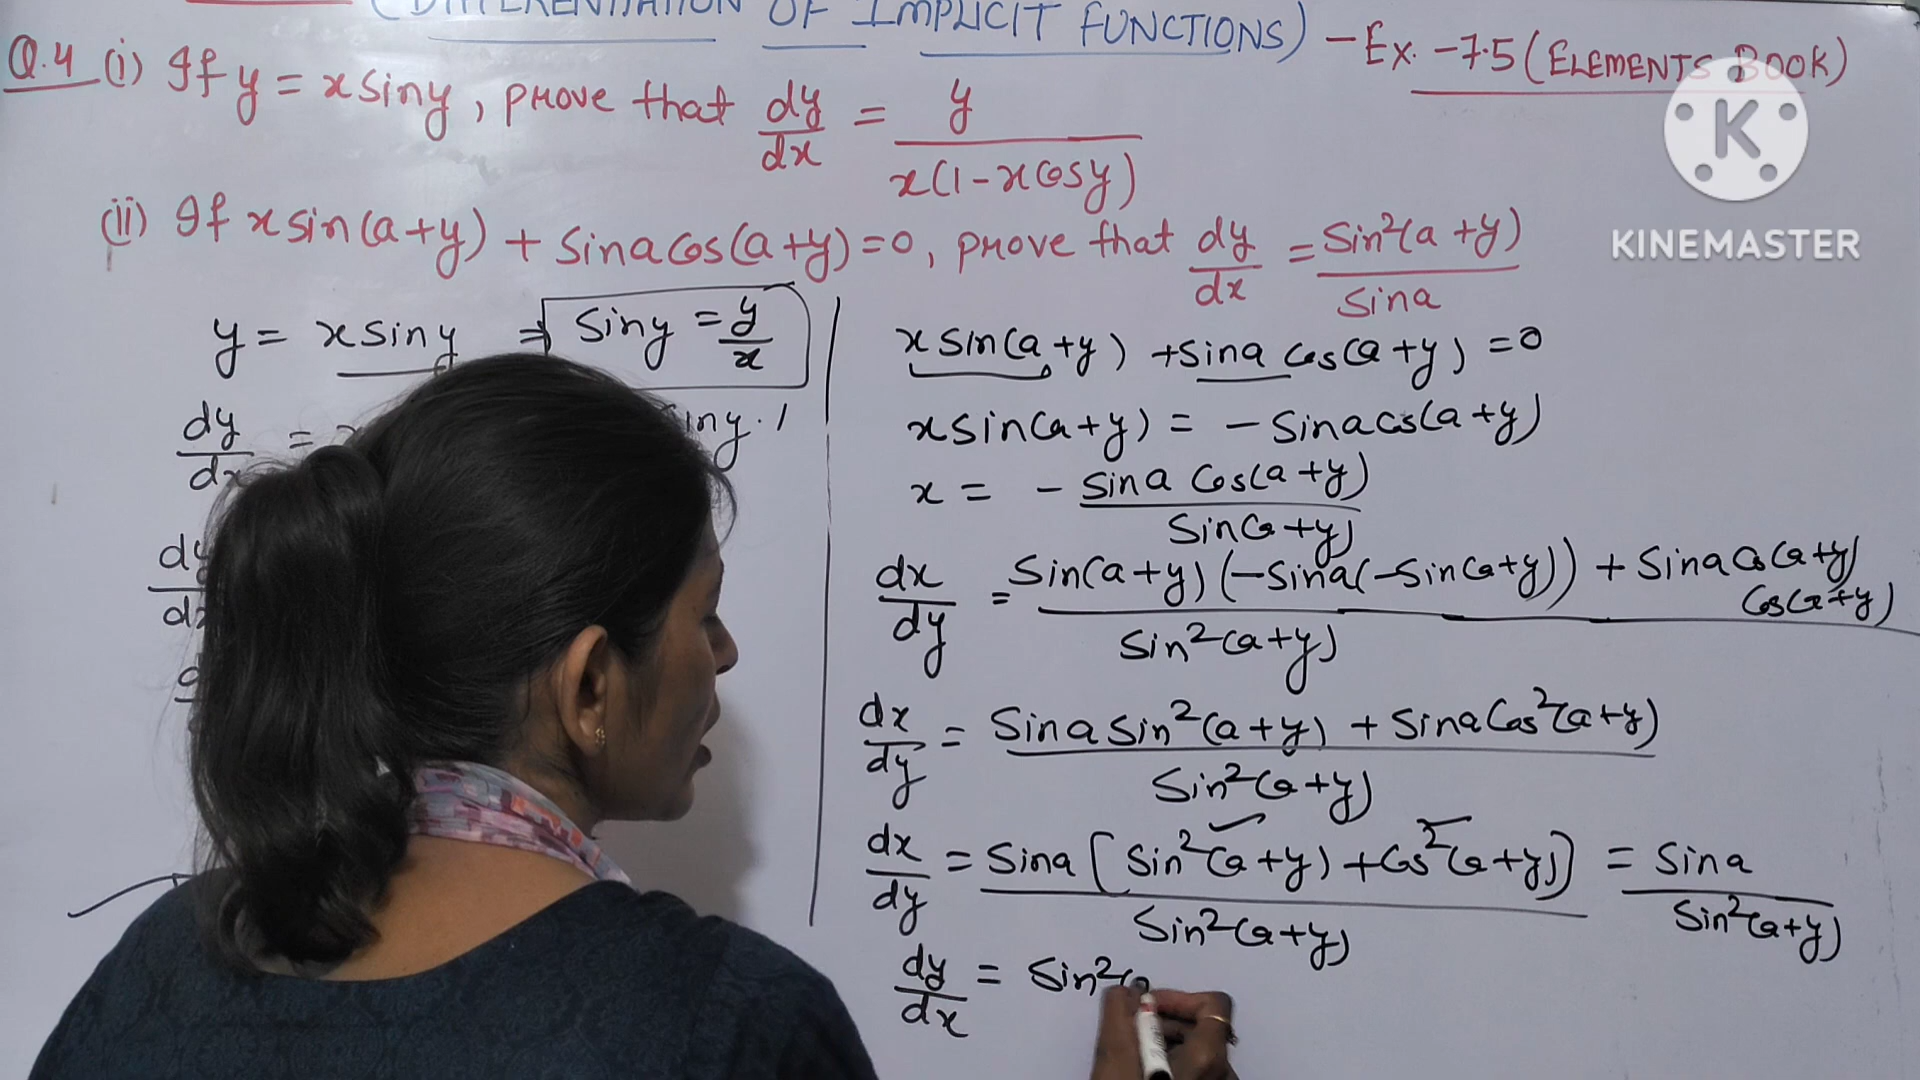 (DIFFERENTIATION OF IMPLICIT FUNCTIONS) - Ex. - 7.5 (ELEMENTS BOOK)
Q.4 (i) If y = x sin y, prove that dy/dx = y/x(1-x cos y)
(ii) If x sin(a+y) + sin a cos(a+y) = 0, prove that dy/dx = sin²(a+y)/sin a
y = x sin y ⇒ sin y = y/x
dy/dx = x
sin y . 1
x sin(a+y) + sin a cos(a+y) = 0
x sin(a+y) = - sin a cos(a+y)
x = - sin a cos(a+y)/sin(a+y)
dx/dy = sin(a+y)(-sin a(-sin(a+y))) + sin a cos(a+y) cos(a+y)/sin²(a+y)
dx/dy = sin a sin²(a+y) + sin a cos²(a+y)/sin²(a+y)
dx/dy = sin a [sin²(a+y) + cos²(a+y)]/sin²(a+y) = sin a/sin²(a+y)
dy/dx = sin²(a
K
KINEMASTER